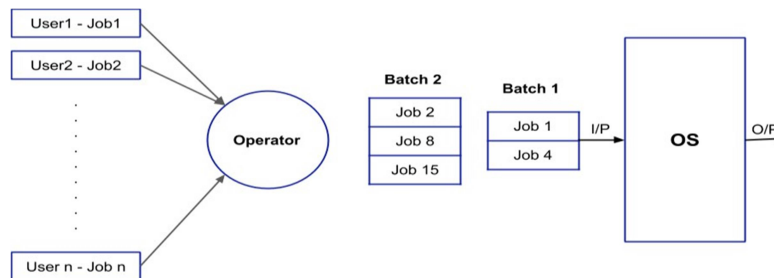 User1 - Job1
User2 - Job2
User n - Job n
Operator
Batch 2
Job 2
Job 8
Job 15
Batch 1
Job 1
Job 4
I/P
OS
O/P